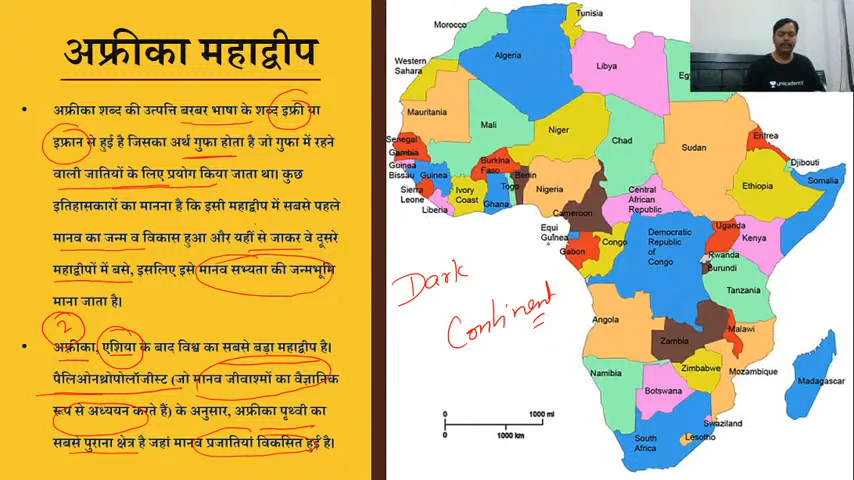 अफ्रीका महाद्वीप
अफ्रीका शब्द की उत्पत्ति बरबर भाषा के शब्द इफ्री या
इफ्रान से हुई है जिसका अर्थ गुफा होता है जो गुफा में रहने
वाली जातियों के लिए प्रयोग किया जाता था। कुछ
इतिहासकारों का मानना है कि इसी महाद्वीप में सबसे पहले
मानव का जन्म व विकास हुआ और यहीं से जाकर वे दूसरे
महाद्वीपों में बसे, इसलिए इसे मानव सभ्यता की जन्मभूमि
माना जाता है।
2
अफ्रीका, एशिया के बाद विश्व का सबसे बड़ा महाद्वीप है।
पैलिओनथ्रोपोलॉजीस्ट (जो मानव जीवाश्मों का वैज्ञानिक
रूप से अध्ययन करते हैं) के अनुसार, अफ्रीका पृथ्वी का
सबसे पुराना क्षेत्र है जहां मानव प्रजातियां विकसित हुई है।
Tunisia
Morocco
Algeria
Libya
Western
Sahara
Mauritania
Mali
Niger
Chad
Sudan
Eritrea
Senegal
Gambia
Guinea
Bissau
Guinea
Burkina
Faso
Benin
Togo
Djibouti
Somalia
Ethiopia
Sierra
Leone
Ivory
Coast
Ghana
Nigeria
Central
African
Republic
Liberia
Cameroon
Equi
Guinea
Gabon
Congo
Democratic
Republic
of
Congo
Uganda
Kenya
Rwanda
Burundi
Tanzania
Dark
Continent
Angola
Zambia
Malawi
Mozambique
Zimbabwe
Namibia
Botswana
Madagascar
Swaziland
Lesotho
South
Africa
0 1000 ml
0 1000 km
unacademy